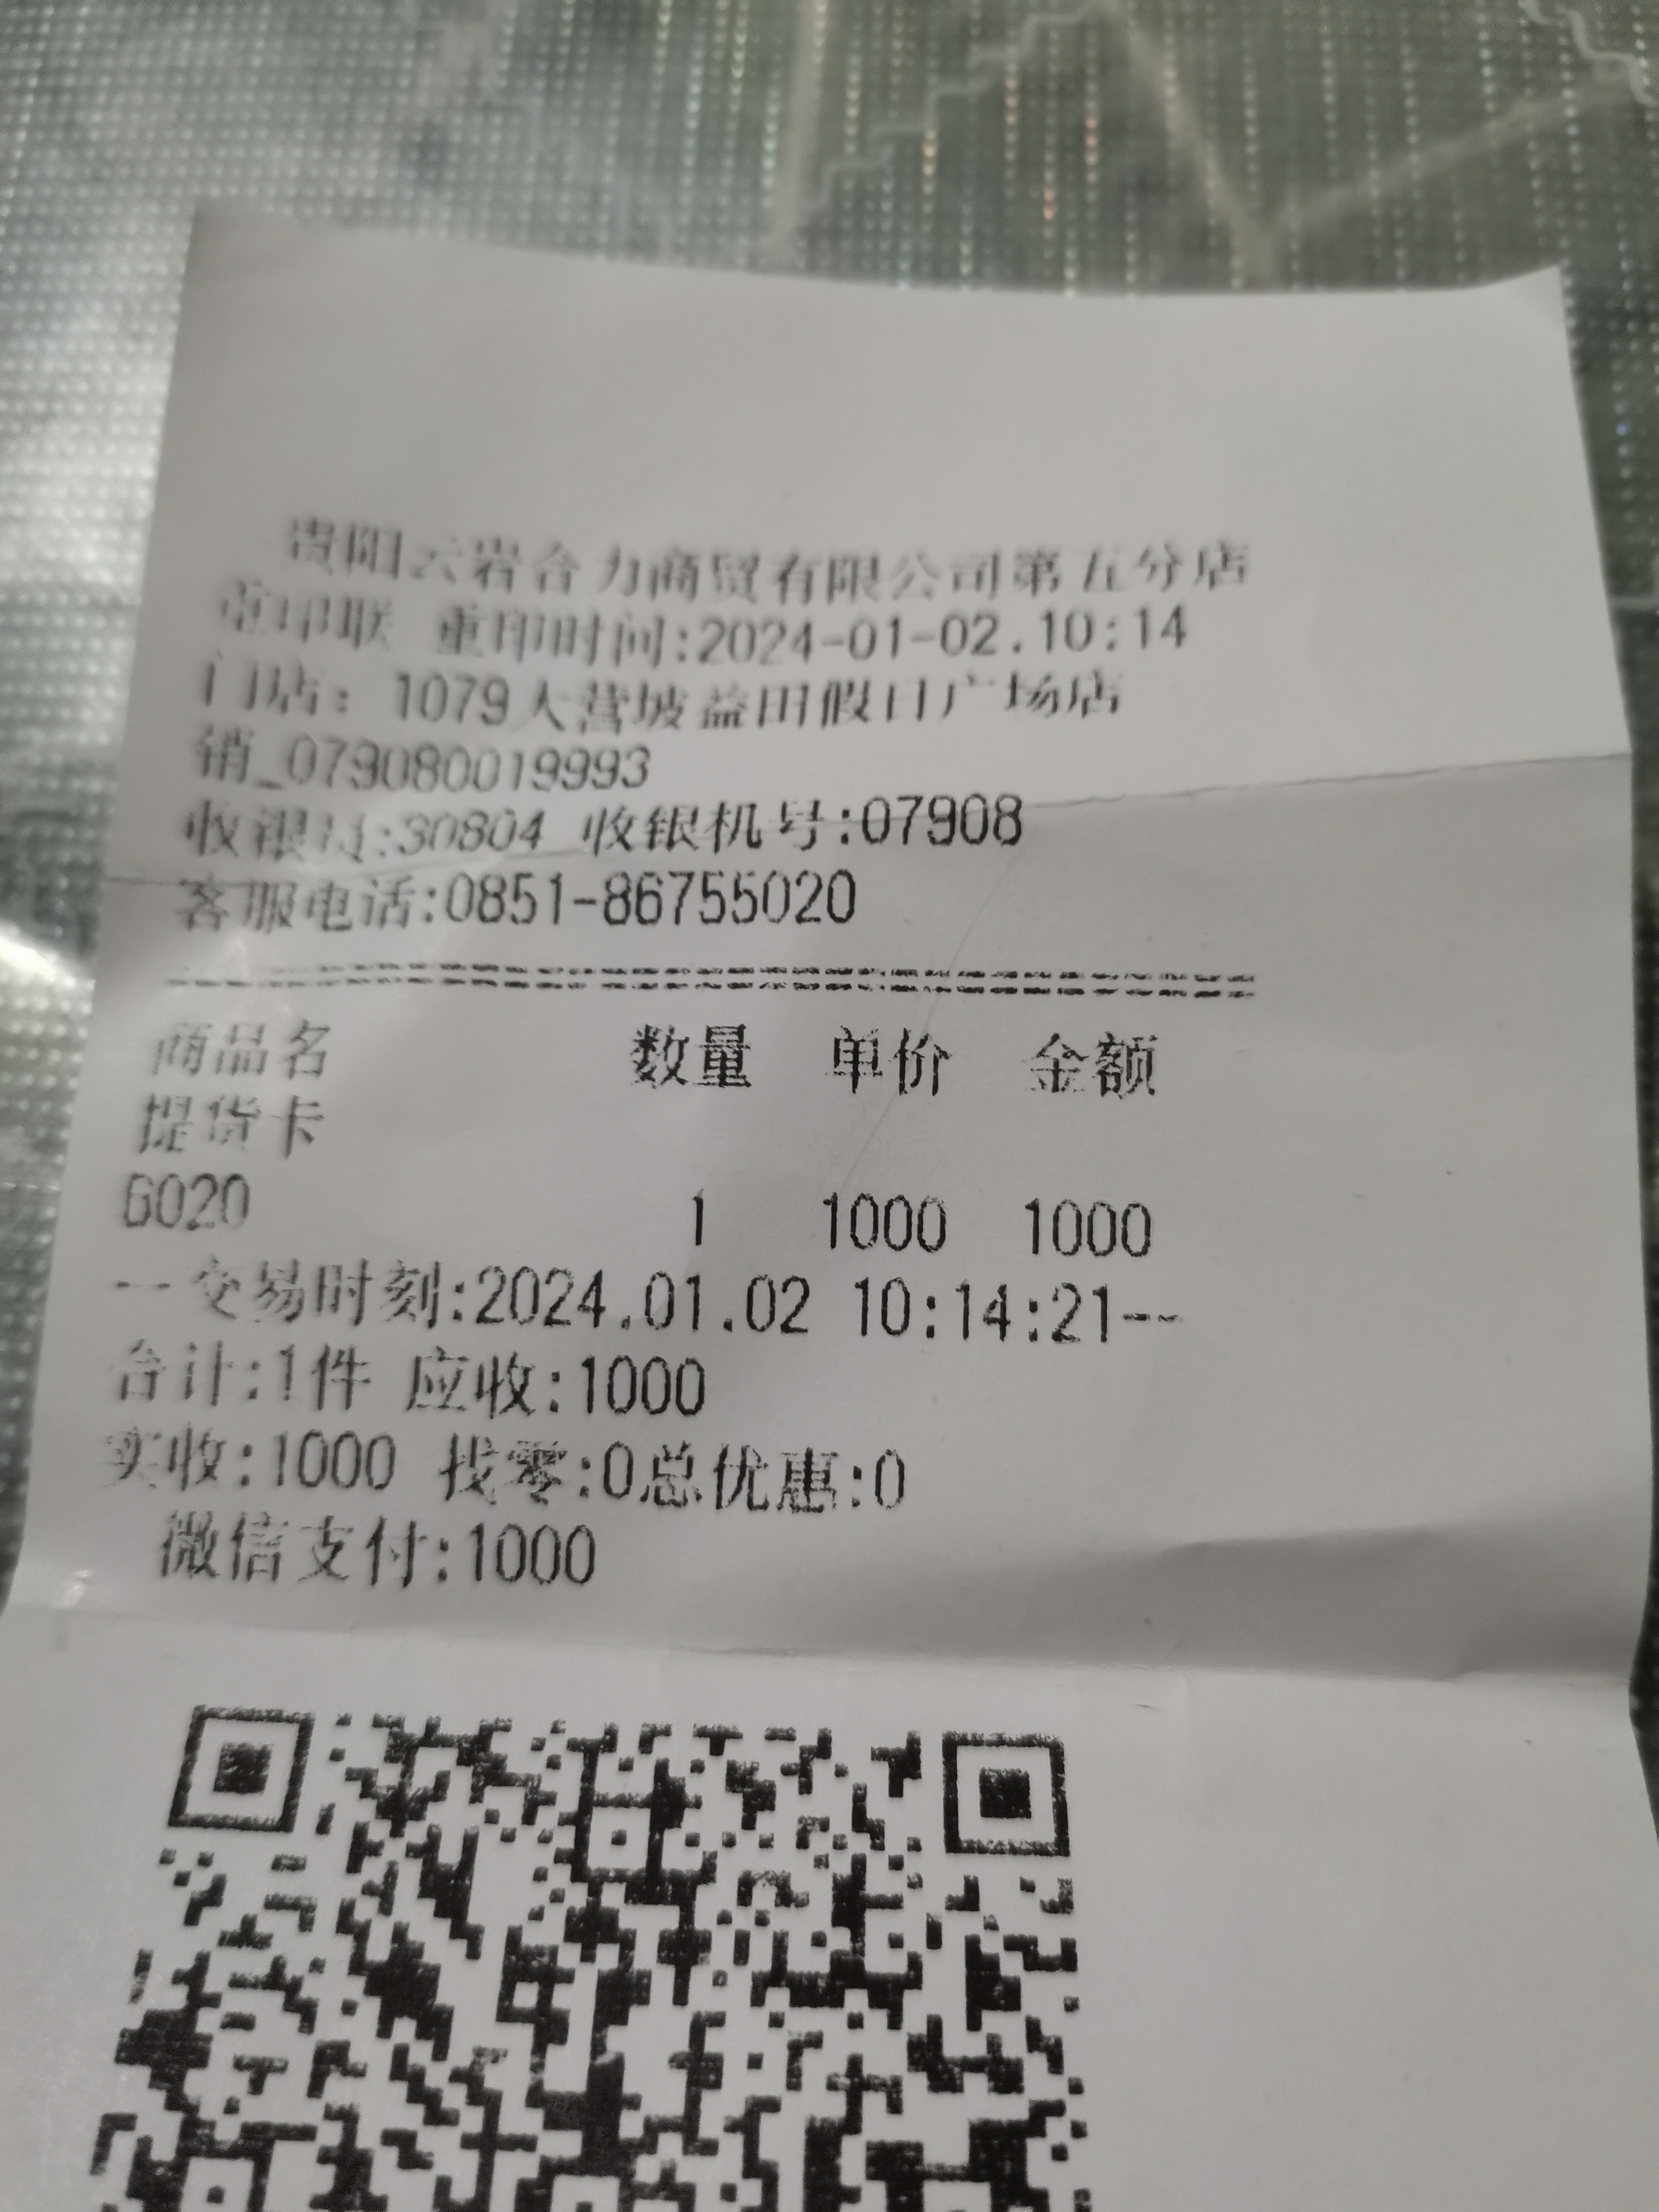 贵阳云岩合力商贸有限公司第五分店
重印联 重印时间:2024-01-02.10:14
门店：1079大营坡益田假日广场店
销_079080019993
收银员:30804 收银机号:07908
客服电话:0851-86755020
================================
商品名 数量 单价 金额
提货卡
6020 1 1000 1000
--交易时刻:2024.01.02 10:14:21--
合计:1件 应收:1000
实收:1000 找零:0总优惠:0
微信支付:1000